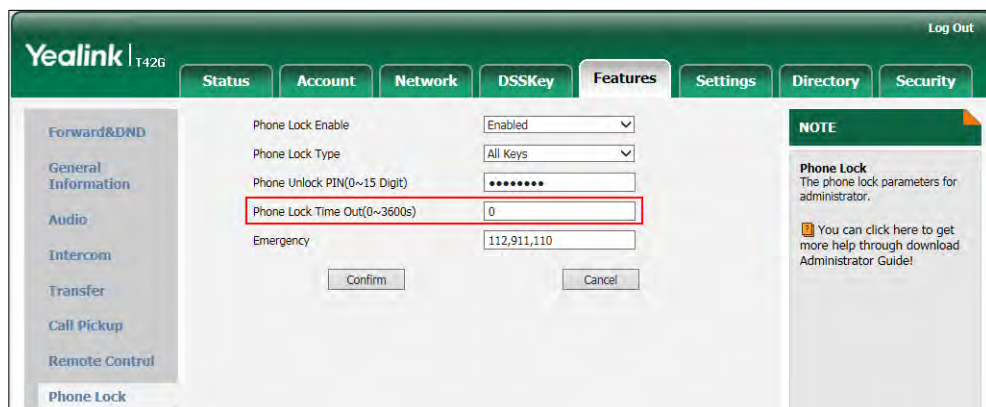 Log Out
Yealink | T42G
Status Account Network DSSKey Features Settings Directory Security
Forward&DND
General
Information
Audio
Intercom
Transfer
Call Pickup
Remote Control
Phone Lock
Phone Lock Enable Enabled
Phone Lock Type All Keys
Phone Unlock PIN(0~15 Digit) ••••••••
Phone Lock Time Out(0~3600s) 0
Emergency 112,911,110
Confirm Cancel
NOTE
Phone Lock
The phone lock parameters for
administrator.
You can click here to get
more help through download
Administrator Guide!